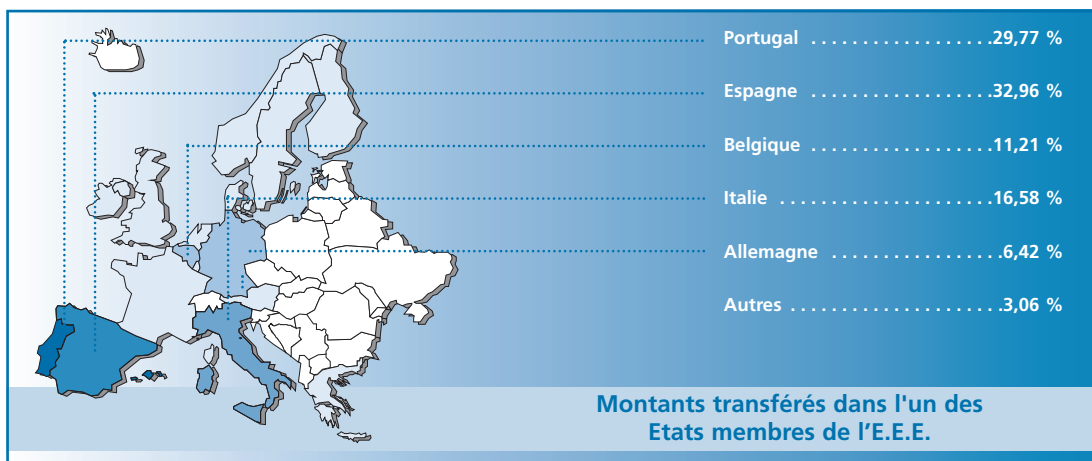 Portugal . . . . . . . . . . . . . . . . . . .29,77 %
Espagne . . . . . . . . . . . . . . . . . .32,96 %
Belgique . . . . . . . . . . . . . . . . . .11,21 %
Italie . . . . . . . . . . . . . . . . . . . . .16,58 %
Allemagne . . . . . . . . . . . . . . . .6,42 %
Autres . . . . . . . . . . . . . . . . . . . .3,06 %
Montants transférés dans l'un des
Etats membres de l’E.E.E.